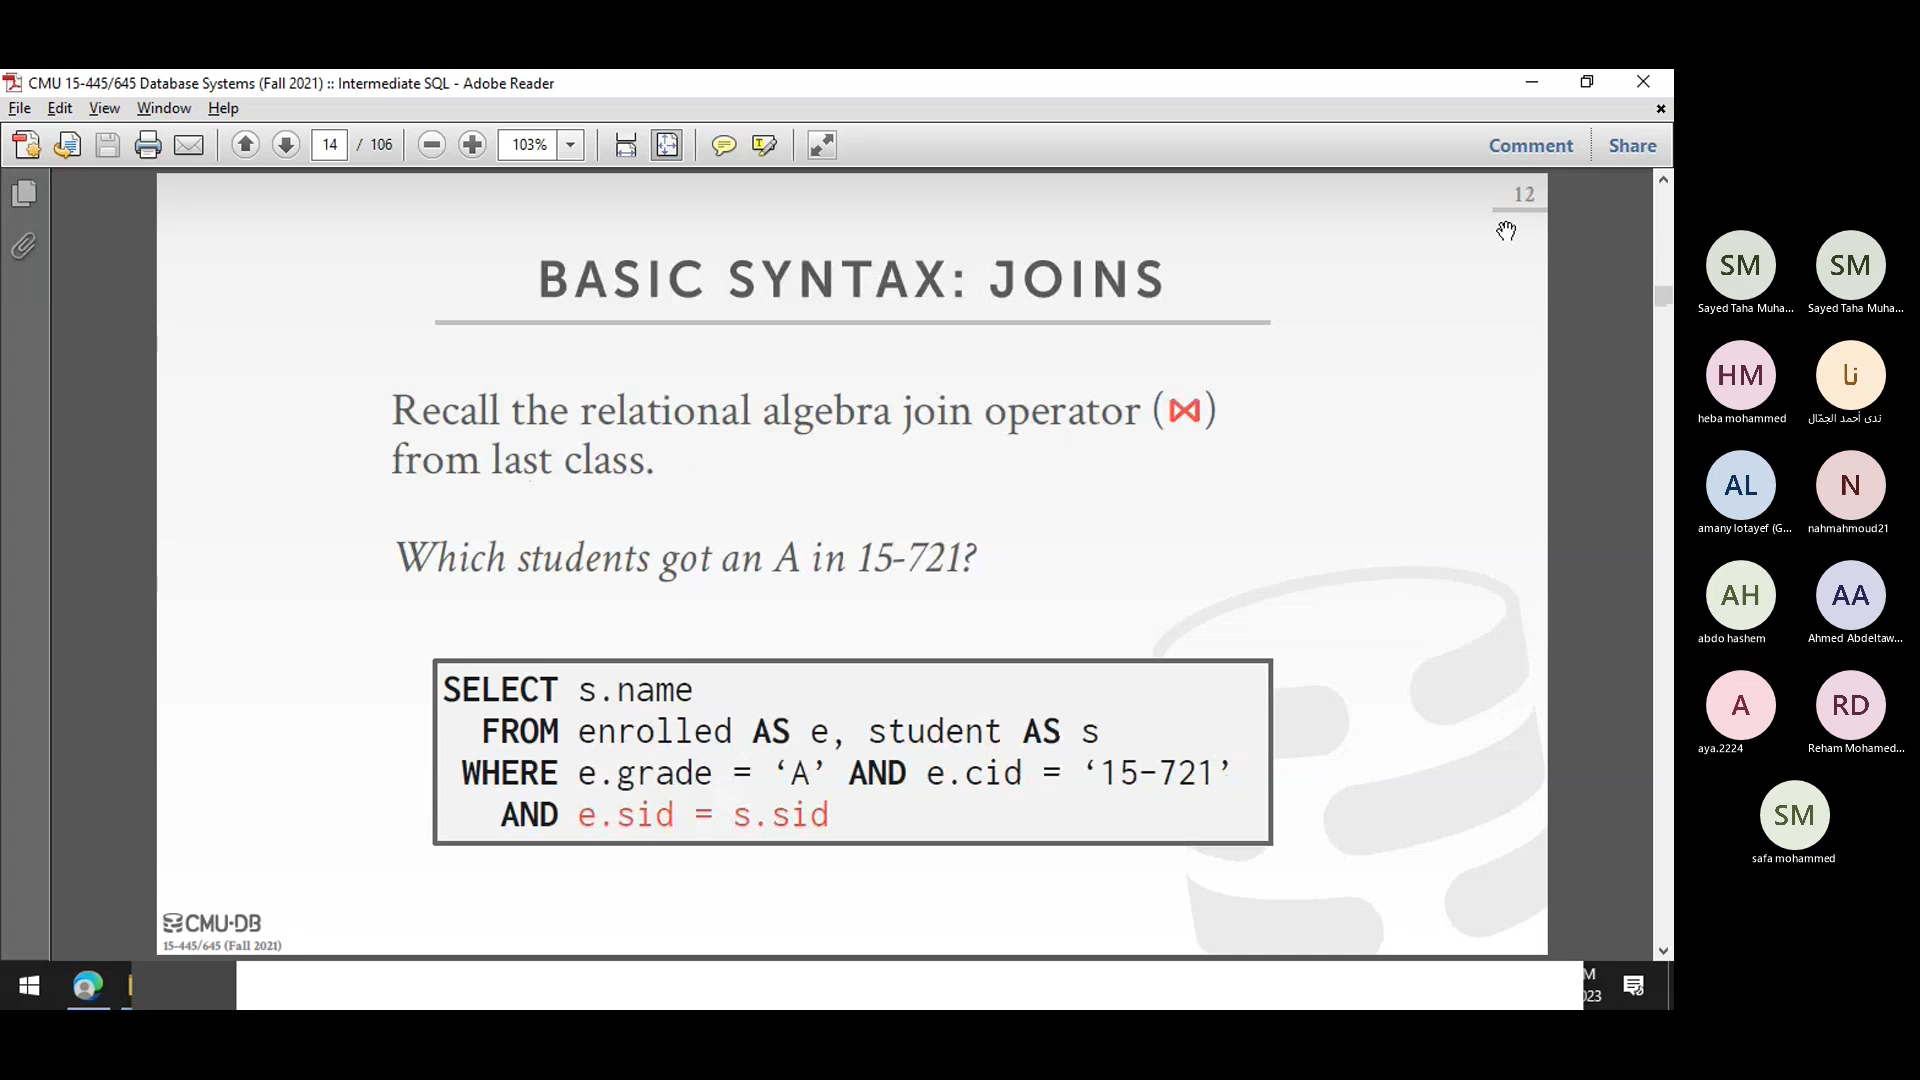 CMU 15-445/645 Database Systems (Fall 2021) :: Intermediate SQL - Adobe Reader
File Edit View Window Help
14 / 106 103% Comment Share
12
BASIC SYNTAX: JOINS
Recall the relational algebra join operator (⋈)
from last class.
Which students got an A in 15-721?
SELECT s.name
FROM enrolled AS e, student AS s
WHERE e.grade = ‘A’ AND e.cid = ‘15-721’
AND e.sid = s.sid
CMU·DB
15-445/645 (Fall 2021)
M
023
SM SM
Sayed Taha Muha... Sayed Taha Muha...
HM نا
heba mohammed ندى أحمد الجمّال
AL N
amany lotayef (G... nahmahmoud21
AH AA
abdo hashem Ahmed Abdeltaw...
A RD
aya.2224 Reham Mohamed...
SM
safa mohammed